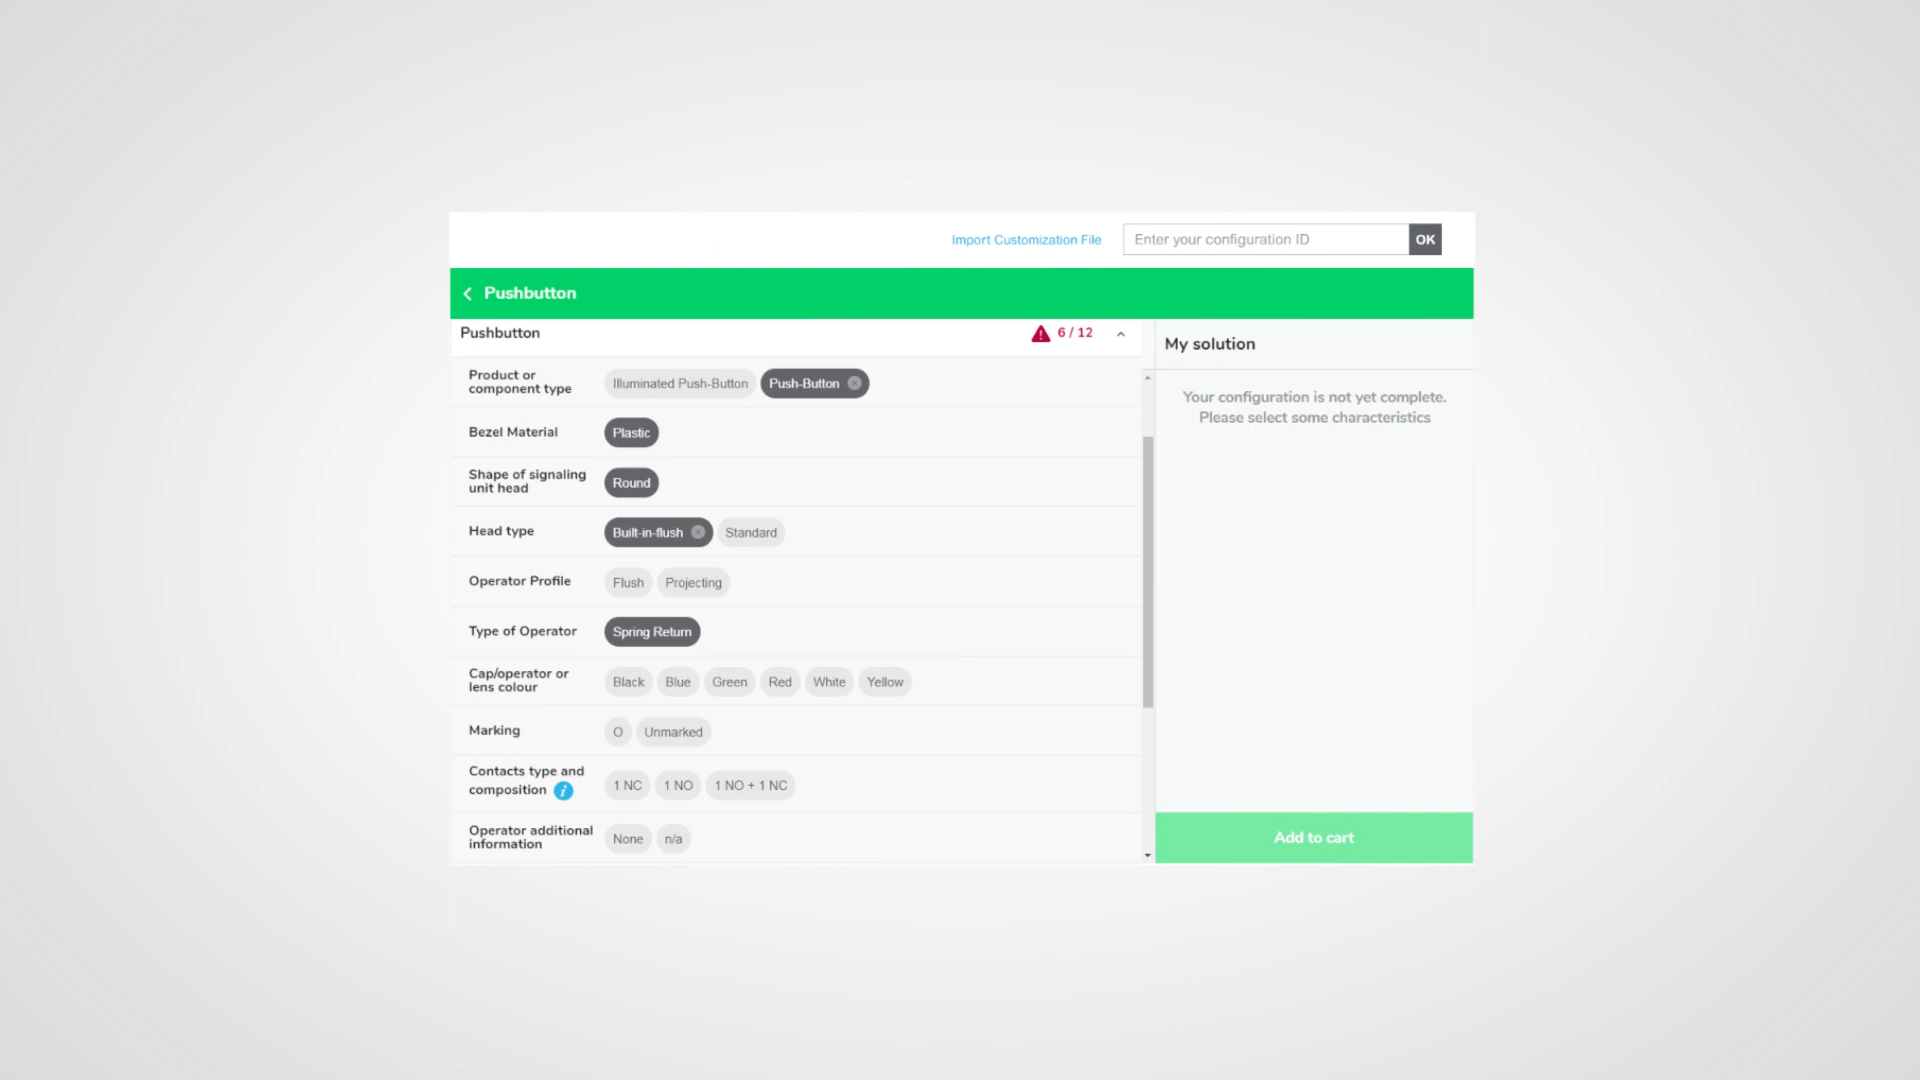 Import Customization File
Enter your configuration ID
OK
Pushbutton
Pushbutton
6 / 12
My solution
Product or
component type
Illuminated Push-Button
Push-Button
Your configuration is not yet complete.
Please select some characteristics
Bezel Material
Plastic
Shape of signaling
unit head
Round
Head type
Built-in-flush
Standard
Operator Profile
Flush
Projecting
Type of Operator
Spring Return
Cap/operator or
lens colour
Black
Blue
Green
Red
White
Yellow
Marking
O
Unmarked
Contacts type and
composition
1 NC
1 NO
1 NO + 1 NC
Operator additional
information
None
n/a
Add to cart